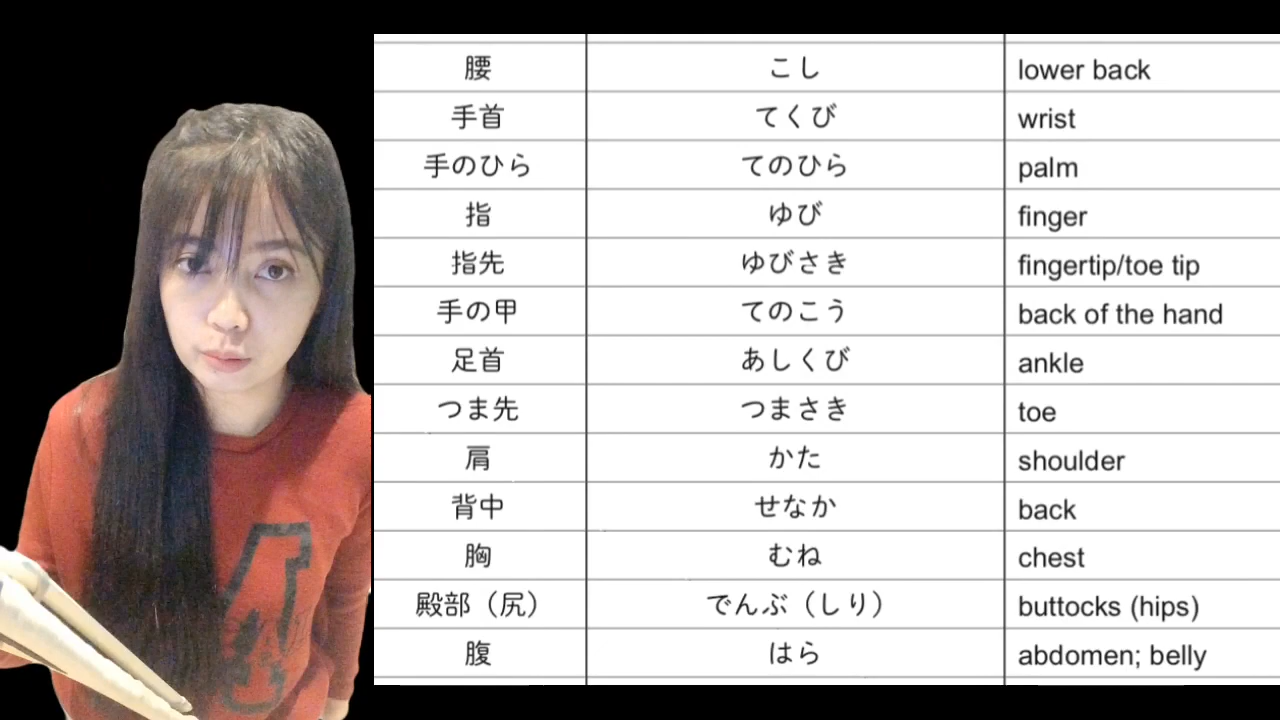 腰 こし lower back
手首 てくび wrist
手のひら てのひら palm
指 ゆび finger
指先 ゆびさき fingertip/toe tip
手の甲 てのこう back of the hand
足首 あしくび ankle
つま先 つまさき toe
肩 かた shoulder
背中 せなか back
胸 むね chest
殿部（尻） でんぶ（しり） buttocks (hips)
腹 はら abdomen; belly